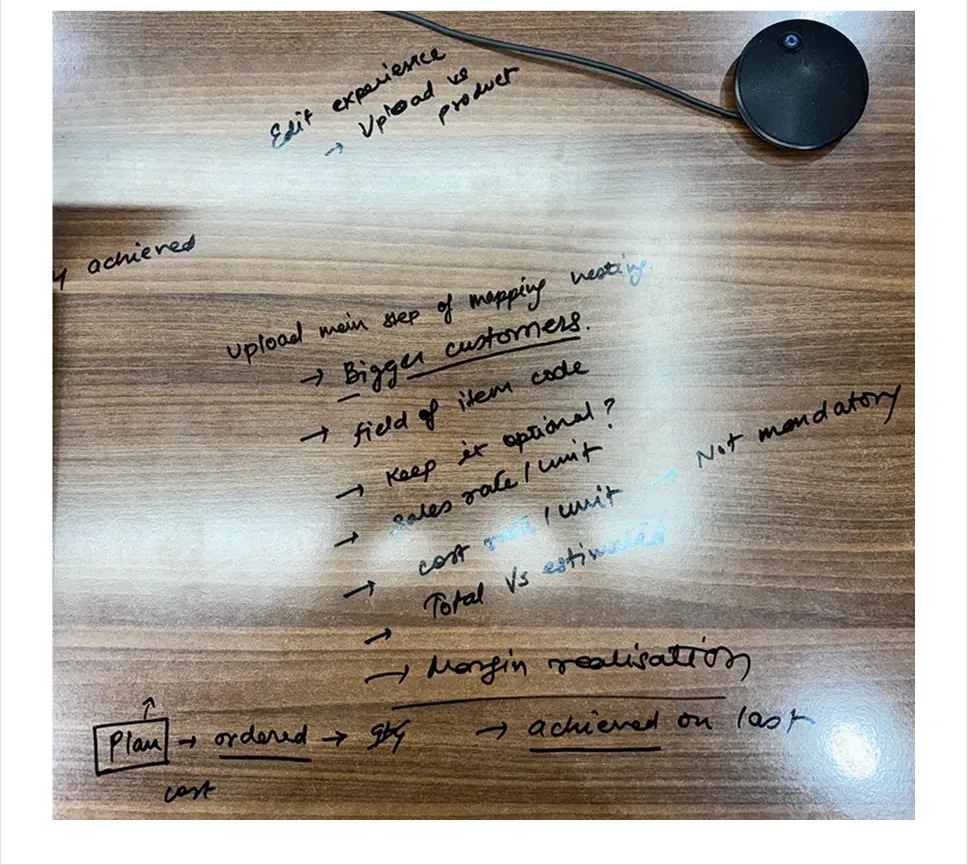 Edit experience
→ Upload vs
product
y achieved
Upload main step of mapping nesting
→ Bigger customers.
→ field of item code
→ Keep it optional?
→ Sales rate / unit
→ cost rate / unit → Not mandatory
→ Total Vs estimated
→ Margin realisation
Plan → ordered → qty → achieved on last
cost